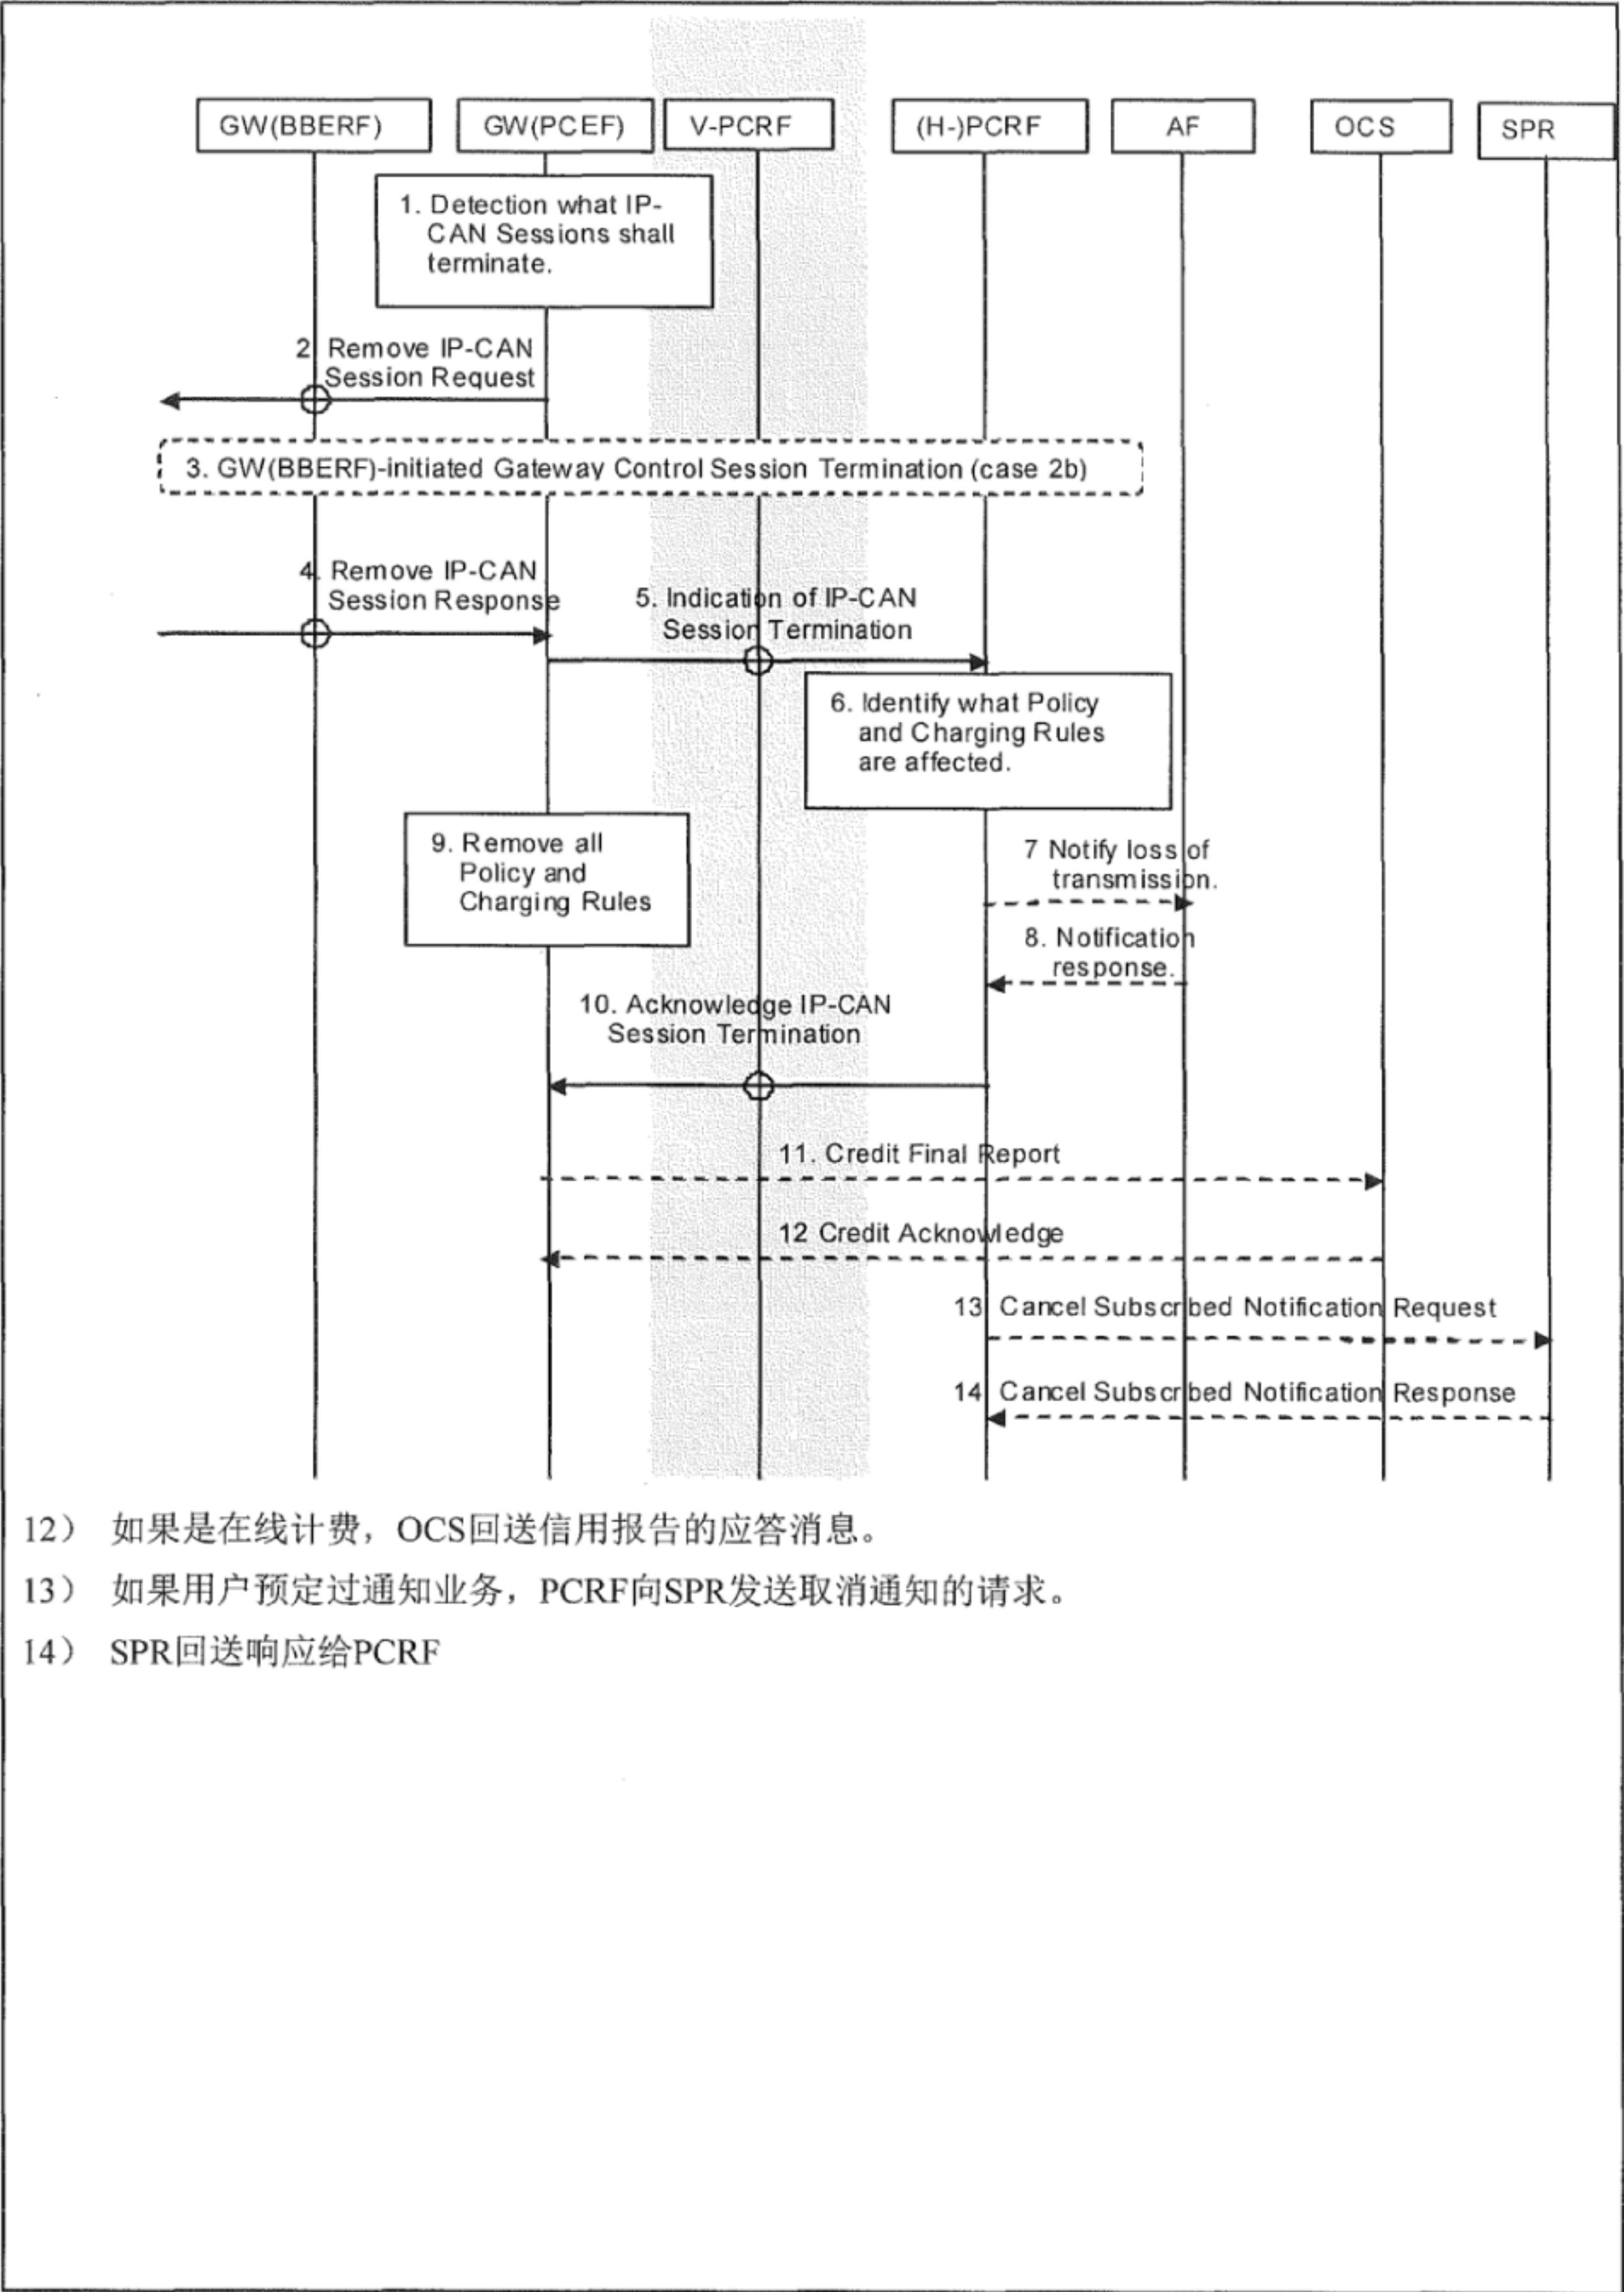 GW(BBERF)
GW(PCEF)
V-PCRF
(H-)PCRF
AF
OCS
SPR
1. Detection what IP-
CAN Sessions shall
terminate.
2 Remove IP-CAN
Session Request
3. GW(BBERF)-initiated Gateway Control Session Termination (case 2b)
4. Remove IP-CAN
Session Response
5. Indication of IP-CAN
Session Termination
6. Identify what Policy
and Charging Rules
are affected.
9. Remove all
Policy and
Charging Rules
7 Notify loss of
transmission.
8. Notification
response.
10. Acknowledge IP-CAN
Session Termination
11. Credit Final Report
12 Credit Acknowledge
13 Cancel Subscribed Notification Request
14 Cancel Subscribed Notification Response
12） 如果是在线计费，OCS回送信用报告的应答消息。
13） 如果用户预定过通知业务，PCRF向SPR发送取消通知的请求。
14） SPR回送响应给PCRF